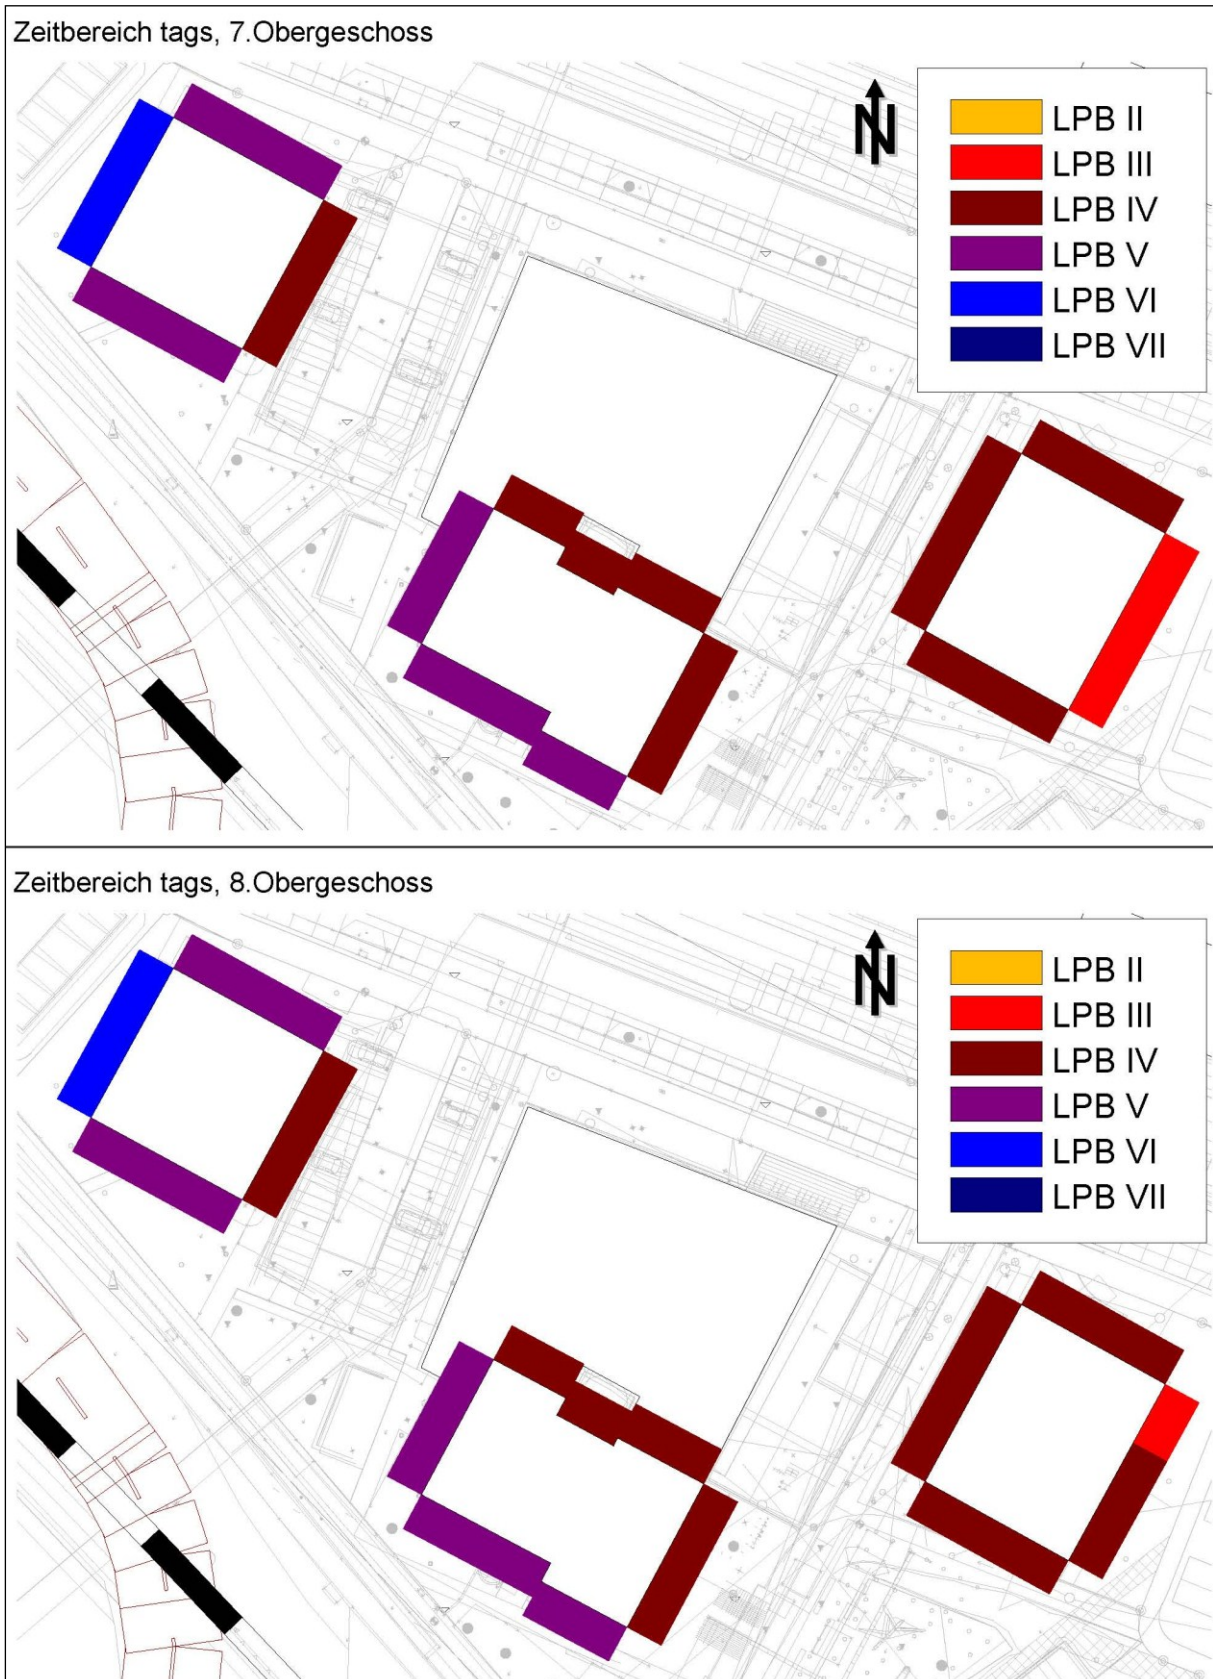 Zeitbereich tags, 7.Obergeschoss
N
LPB II
LPB III
LPB IV
LPB V
LPB VI
LPB VII
Zeitbereich tags, 8.Obergeschoss
N
LPB II
LPB III
LPB IV
LPB V
LPB VI
LPB VII